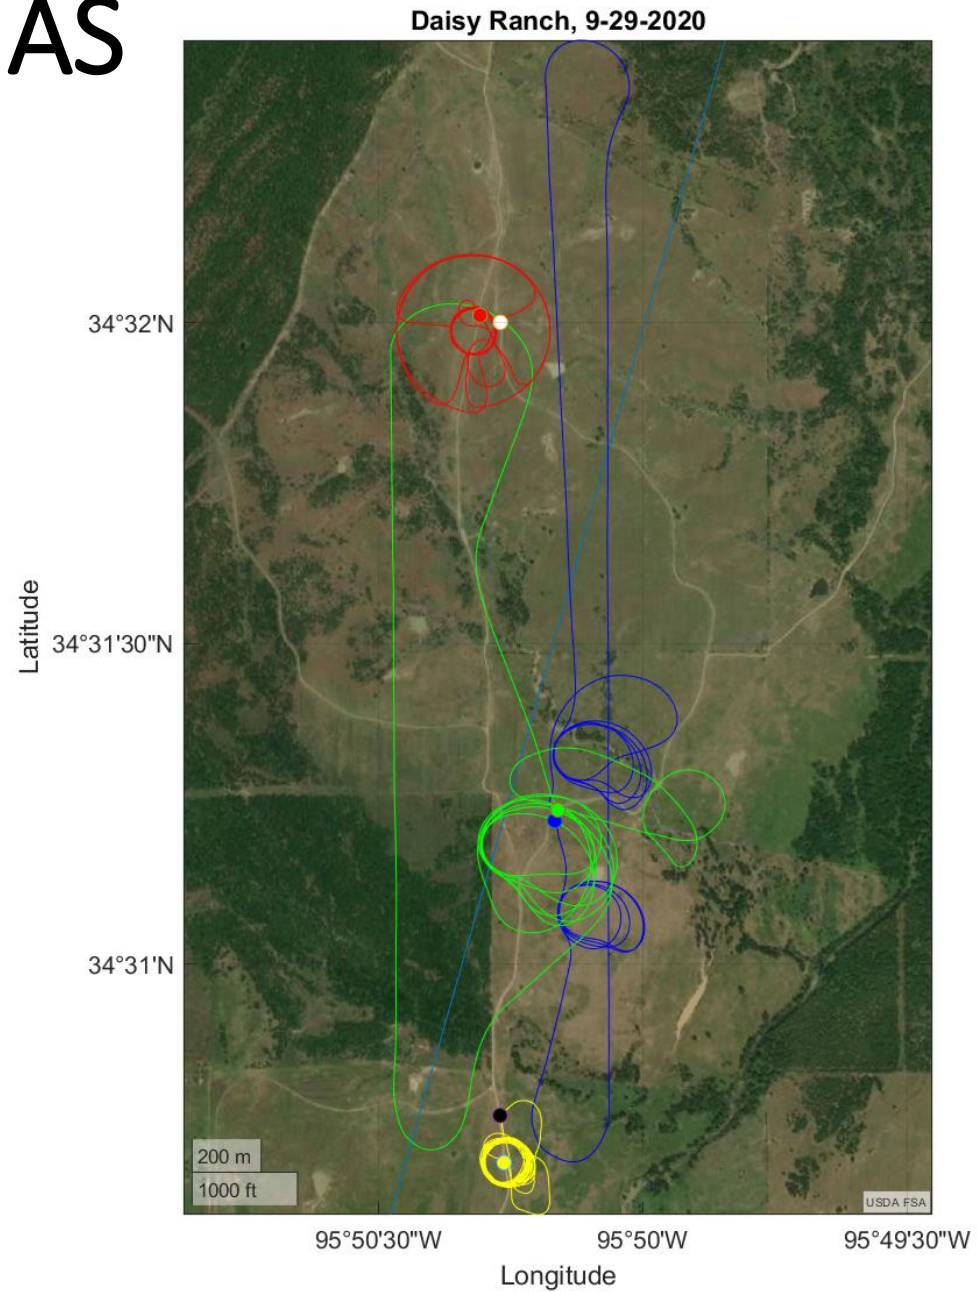 AS
Daisy Ranch, 9-29-2020
34°32'N
34°31'30"N
34°31'N
Latitude
200 m
1000 ft
USDA FSA
95°50'30"W
95°50'W
95°49'30"W
Longitude